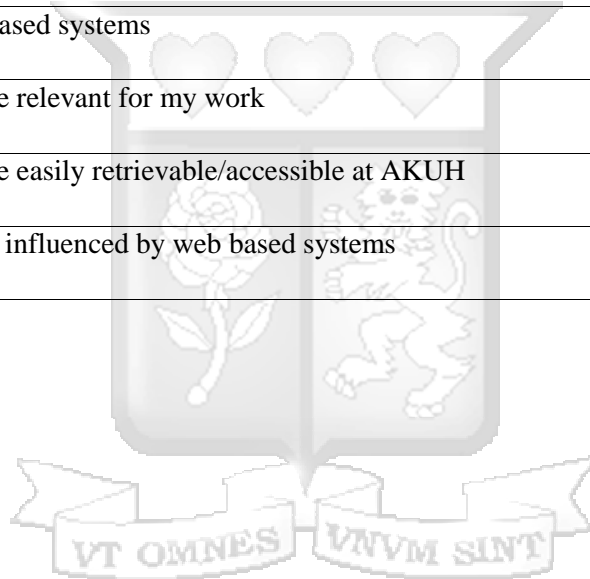 ased systems
e relevant for my work
e easily retrievable/accessible at AKUH
influenced by web based systems
VT OMNES VNVM SINT